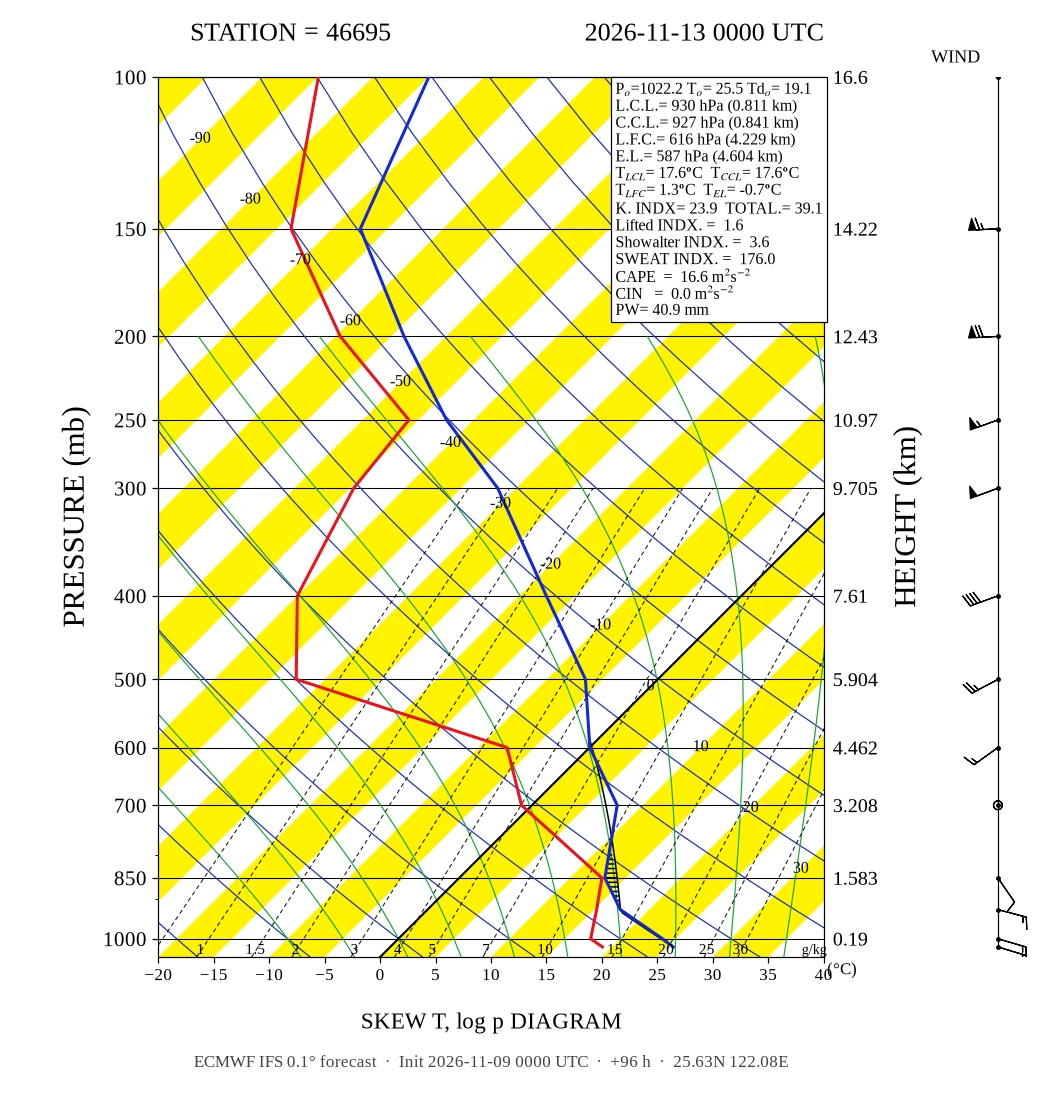 STATION = 46695 2026-11-13 0000 UTC
WIND
100 16.6
P₀=1022.2 T₀= 25.5 Td₀= 19.1
L.C.L.= 930 hPa (0.811 km)
C.C.L.= 927 hPa (0.841 km)
L.F.C.= 616 hPa (4.229 km)
E.L.= 587 hPa (4.604 km)
T_LCL= 17.6°C T_CCL= 17.6°C
T_LFC= 1.3°C T_EL= -0.7°C
K. INDX= 23.9 TOTAL.= 39.1
Lifted INDX. = 1.6
Showalter INDX. = 3.6
SWEAT INDX. = 176.0
CAPE = 16.6 m²s⁻²
CIN = 0.0 m²s⁻²
PW= 40.9 mm
-90
-80
150 14.22
-70
-60
200 12.43
-50
250 10.97
-40
300 9.705
-30
-20
400 7.61
-10
500 5.904
0
600 4.462
10
700 3.208
20
850 1.583
30
1000 0.19
PRESSURE (mb)
HEIGHT (km)
1 1.5 2 3 4 5 7 10 15 20 25 30 g/kg
−20 −15 −10 −5 0 5 10 15 20 25 30 35 40 (°C)
SKEW T, log p DIAGRAM
ECMWF IFS 0.1° forecast · Init 2026-11-09 0000 UTC · +96 h · 25.63N 122.08E